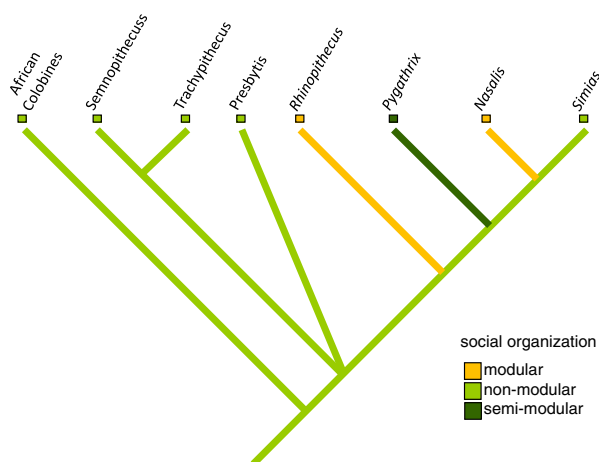 African
Colobines
Semnopithecuss
Trachypithecus
Presbytis
Rhinopithecus
Pygathrix
Nasalis
Simias
social organization
modular
non-modular
semi-modular